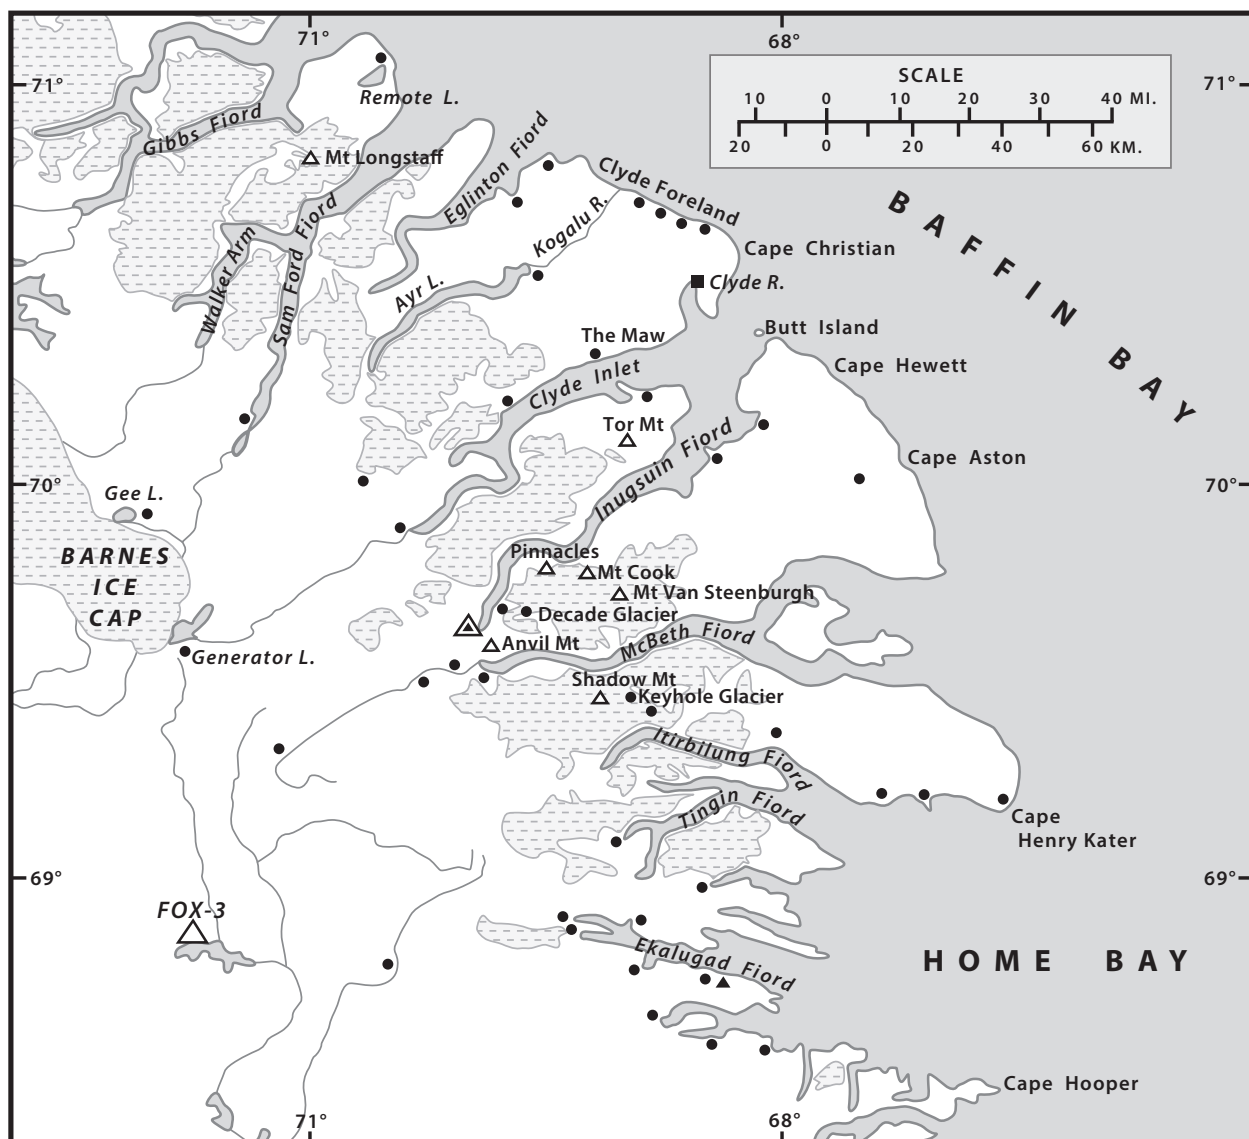 71°
68°
71°
71°
SCALE
10 0 10 20 30 40 MI.
20 0 20 40 60 KM.
Remote L.
Gibbs Fiord
Mt Longstaff
Eglinton Fiord
Clyde Foreland
BAFFIN BAY
Kogalu R.
Walker Arm
Sam Ford Fiord
Cape Christian
Ayr L.
Clyde R.
Butt Island
The Maw
Cape Hewett
Clyde Inlet
Tor Mt
Inugsuin Fiord
Cape Aston
70°
70°
Gee L.
BARNES
ICE
CAP
Pinnacles
Mt Cook
Mt Van Steenburgh
Decade Glacier
Anvil Mt
McBeth Fiord
Generator L.
Shadow Mt
Keyhole Glacier
Itirbilung Fiord
Tingin Fiord
Cape
Henry Kater
69°
69°
FOX-3
Ekalugad Fiord
HOME BAY
Cape Hooper
71°
68°